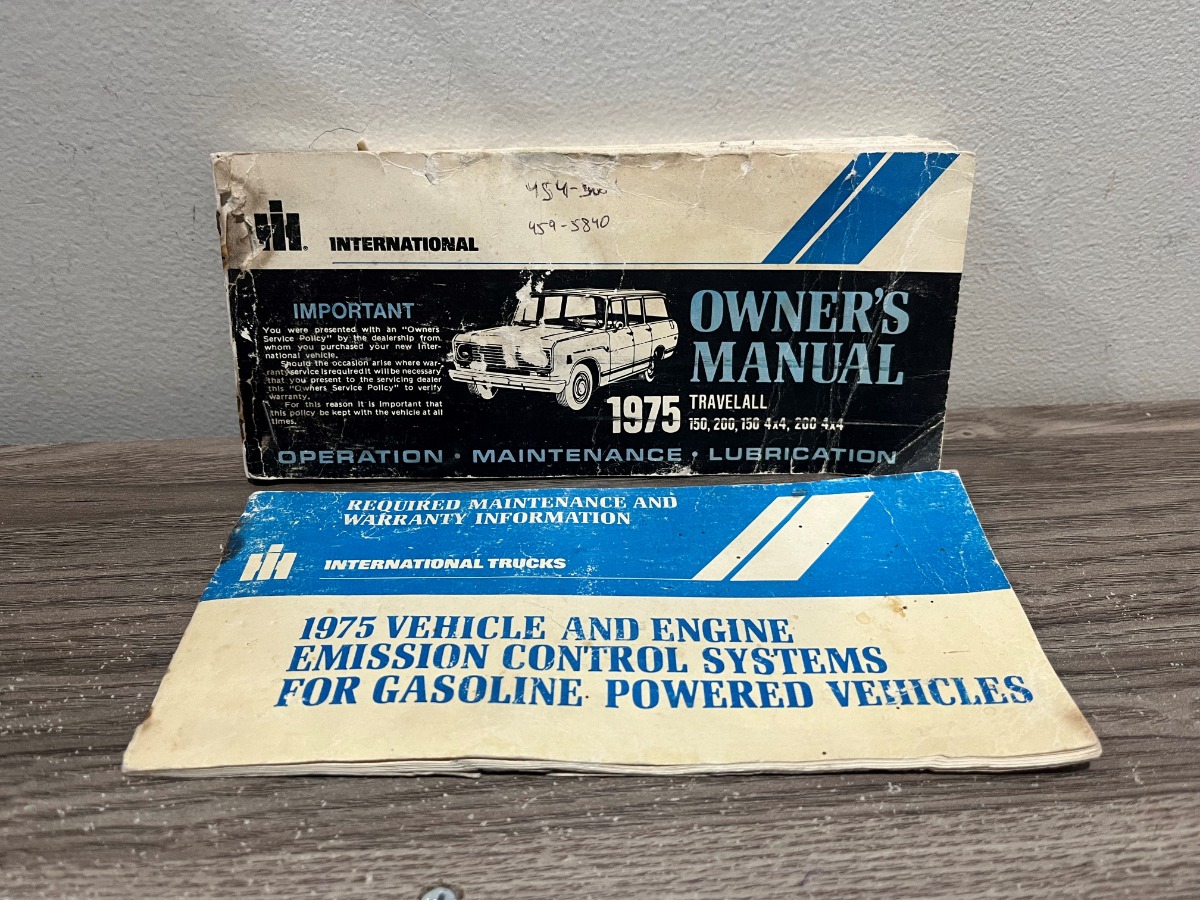 454-
459-5840
IH®
INTERNATIONAL
IMPORTANT
You were presented with an "Owners
Service Policy" by the dealership from
whom you purchased your new Inter-
national vehicle.
Should the occasion arise where war-
ranty service is required it will be necessary
that you present to the servicing dealer
this "Owners Service Policy" to verify
warranty.
For this reason it is important that
this policy be kept with the vehicle at all
times.
OWNER'S
MANUAL
1975 TRAVELALL
150, 200, 150 4x4, 200 4x4
OPERATION • MAINTENANCE • LUBRICATION
REQUIRED MAINTENANCE AND
WARRANTY INFORMATION
IH
INTERNATIONAL TRUCKS
1975 VEHICLE AND ENGINE
EMISSION CONTROL SYSTEMS
FOR GASOLINE POWERED VEHICLES